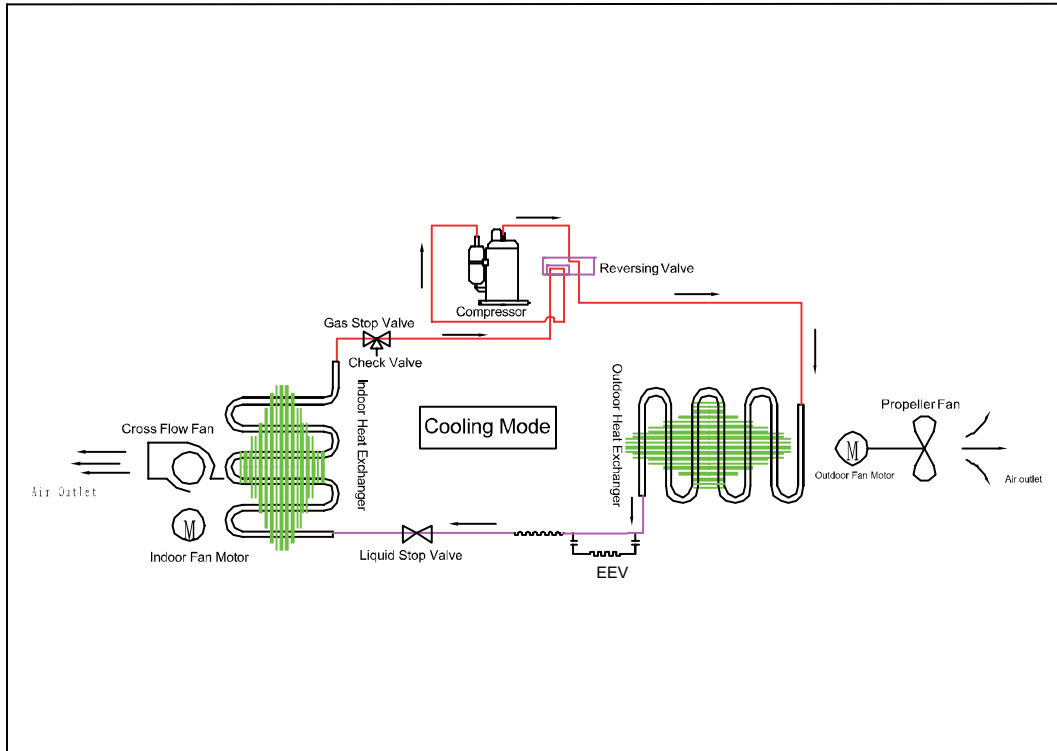 Reversing Valve
Compressor
Gas Stop Valve
Check Valve
Indoor Heat Exchanger
Outdoor Heat Exchanger
Cooling Mode
Propeller Fan
Cross Flow Fan
M
Outdoor Fan Motor
Air outlet
Air Outlet
M
Indoor Fan Motor
Liquid Stop Valve
EEV